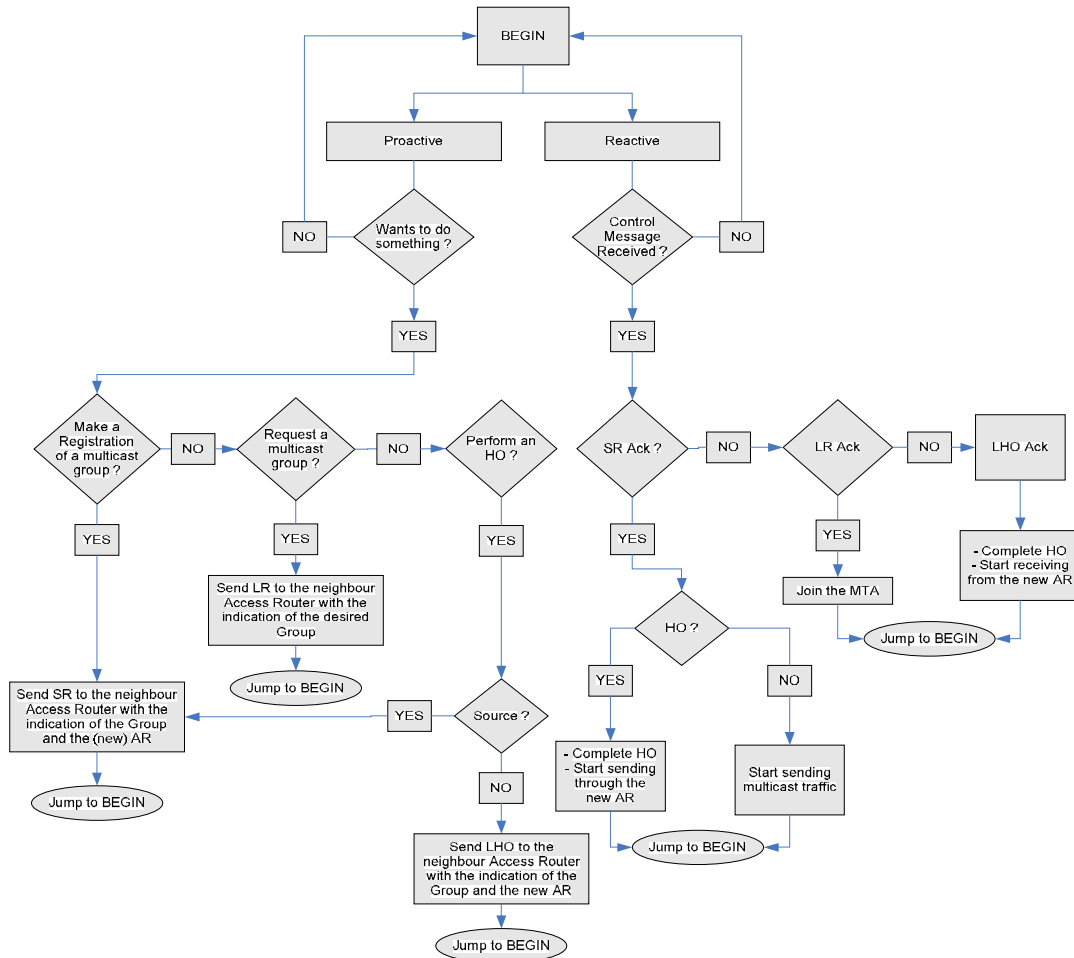 BEGIN
Proactive
Reactive
NO
Wants to do
something ?
Control
Message
Received ?
NO
YES
YES
Make a
Registration
of a multicast
group ?
NO
Request a
multicast
group ?
NO
Perform an
HO ?
SR Ack ?
NO
LR Ack
NO
LHO Ack
YES
YES
YES
YES
YES
- Complete HO
- Start receiving
from the new AR
Send LR to the neighbour
Access Router with the
indication of the desired
Group
Join the MTA
HO ?
Jump to BEGIN
Jump to BEGIN
YES
NO
Send SR to the neighbour
Access Router with the
indication of the Group
and the (new) AR
YES
Source ?
- Complete HO
- Start sending
through the
new AR
Start sending
multicast traffic
Jump to BEGIN
NO
Jump to BEGIN
Send LHO to the
neighbour Access Router
with the indication of the
Group and the new AR
Jump to BEGIN